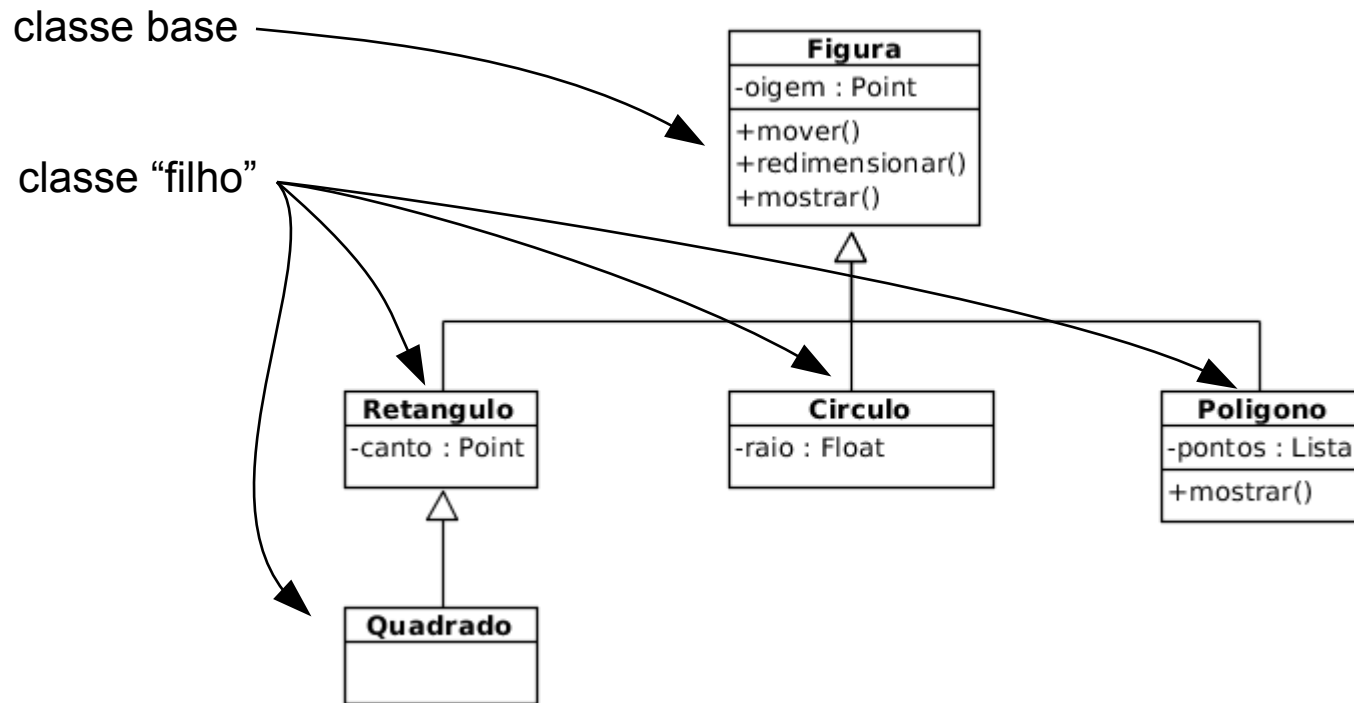 classe base
Figura
-oigem : Point
+mover()
+redimensionar()
+mostrar()
classe “filho”
Retangulo
-canto : Point
Circulo
-raio : Float
Poligono
-pontos : Lista
+mostrar()
Quadrado